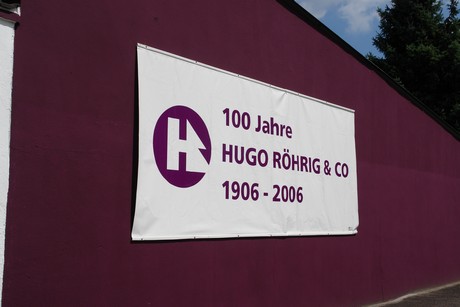 H
100 Jahre
HUGO RÖHRIG & CO
1906 - 2006